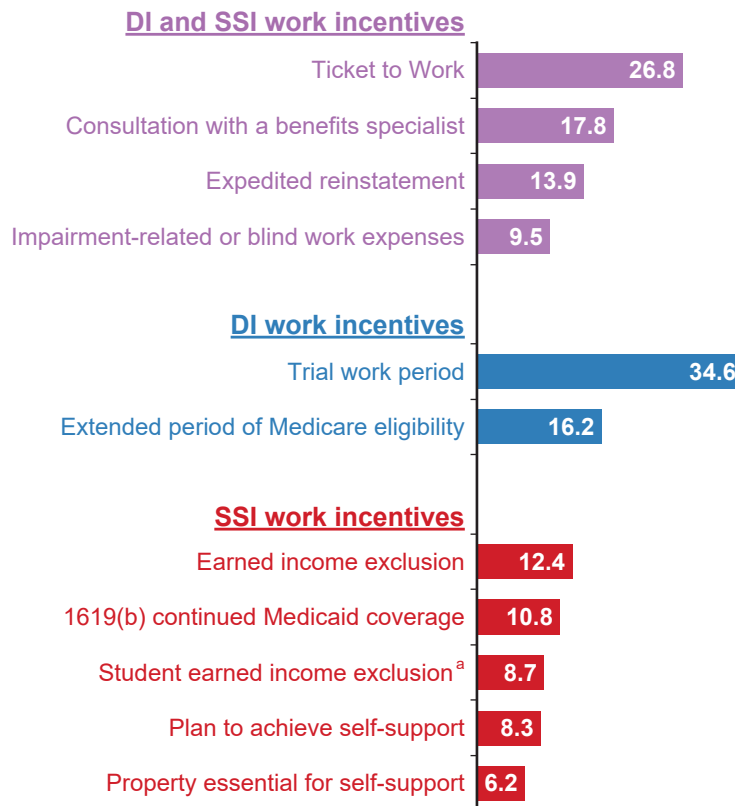 DI and SSI work incentives
Ticket to Work 26.8
Consultation with a benefits specialist 17.8
Expedited reinstatement 13.9
Impairment-related or blind work expenses 9.5
DI work incentives
Trial work period 34.6
Extended period of Medicare eligibility 16.2
SSI work incentives
Earned income exclusion 12.4
1619(b) continued Medicaid coverage 10.8
Student earned income exclusion a 8.7
Plan to achieve self-support 8.3
Property essential for self-support 6.2